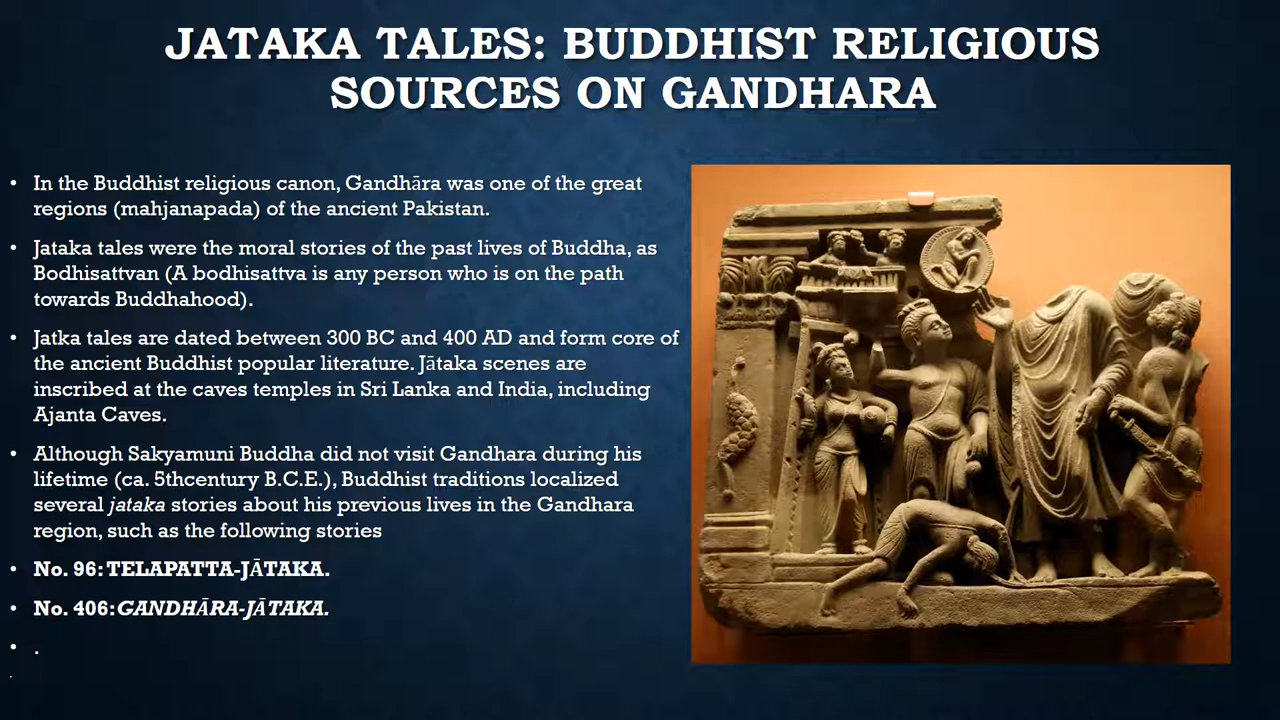 JATAKA TALES: BUDDHIST RELIGIOUS
SOURCES ON GANDHARA
• In the Buddhist religious canon, Gandhāra was one of the great
regions (mahjanapada) of the ancient Pakistan.
• Jataka tales were the moral stories of the past lives of Buddha, as
Bodhisattvan (A bodhisattva is any person who is on the path
towards Buddhahood).
• Jatka tales are dated between 300 BC and 400 AD and form core of
the ancient Buddhist popular literature. Jātaka scenes are
inscribed at the caves temples in Sri Lanka and India, including
Ajanta Caves.
• Although Sakyamuni Buddha did not visit Gandhara during his
lifetime (ca. 5thcentury B.C.E.), Buddhist traditions localized
several jataka stories about his previous lives in the Gandhara
region, such as the following stories
• No. 96: TELAPATTA-JĀTAKA.
• No. 406: GANDHĀRA-JĀTAKA.
• .
.